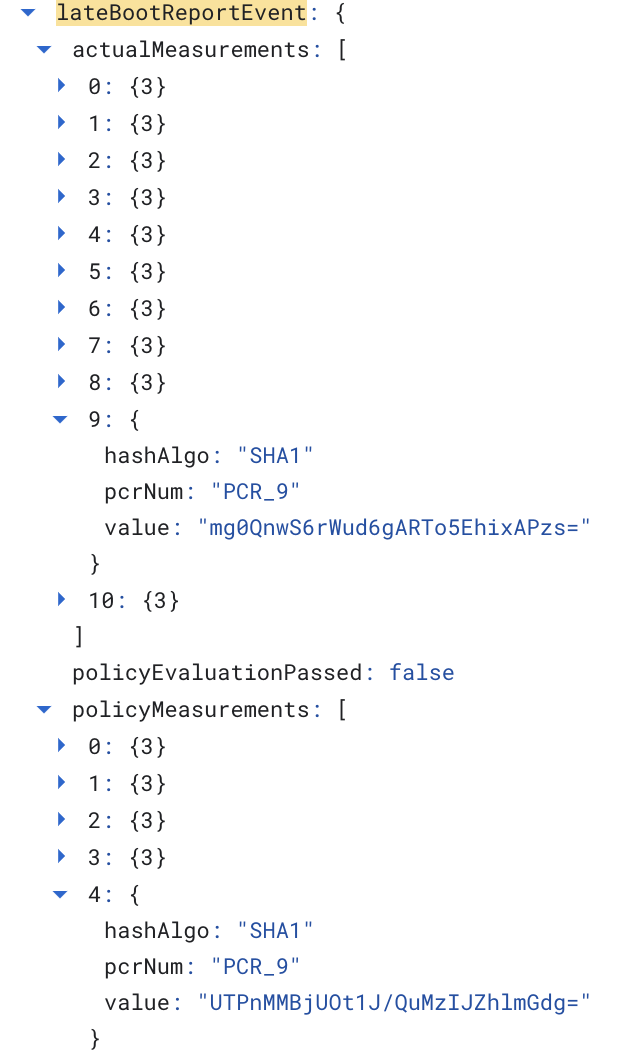 lateBootReportEvent: {
actualMeasurements: [
0: {3}
1: {3}
2: {3}
3: {3}
4: {3}
5: {3}
6: {3}
7: {3}
8: {3}
9: {
hashAlgo: "SHA1"
pcrNum: "PCR_9"
value: "mg0QnwS6rWud6gARTo5EhixAPzs="
}
10: {3}
]
policyEvaluationPassed: false
policyMeasurements: [
0: {3}
1: {3}
2: {3}
3: {3}
4: {
hashAlgo: "SHA1"
pcrNum: "PCR_9"
value: "UTPnMMBjUOt1J/QuMzIJZhlmGdg="
}